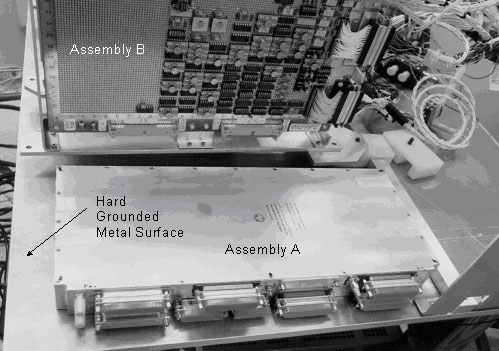 Assembly B
Hard
Grounded
Metal Surface
Assembly A